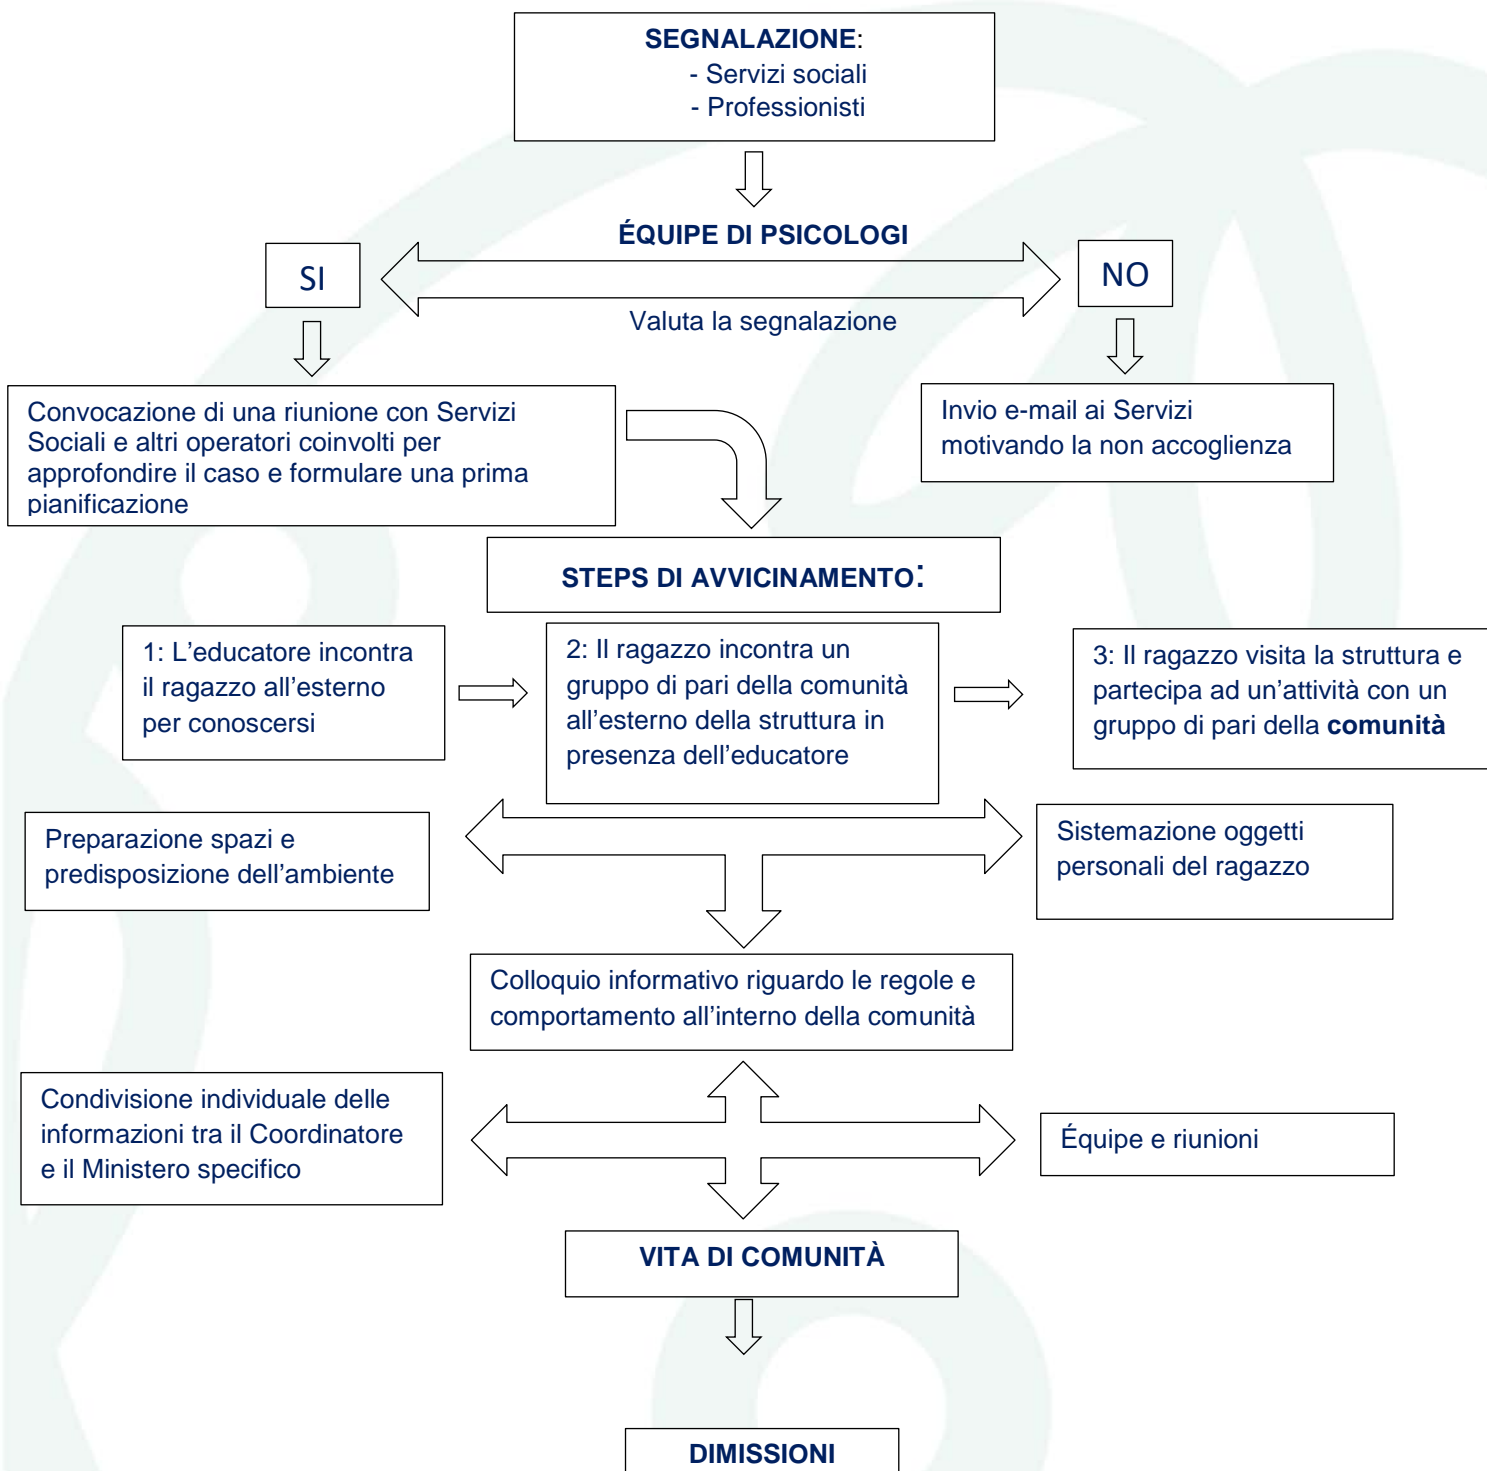 SEGNALAZIONE:
- Servizi sociali
- Professionisti
ÉQUIPE DI PSICOLOGI
SI
NO
Valuta la segnalazione
Convocazione di una riunione con Servizi
Sociali e altri operatori coinvolti per
approfondire il caso e formulare una prima
pianificazione
Invio e-mail ai Servizi
motivando la non accoglienza
STEPS DI AVVICINAMENTO:
1: L’educatore incontra
il ragazzo all’esterno
per conoscersi
2: Il ragazzo incontra un
gruppo di pari della comunità
all’esterno della struttura in
presenza dell’educatore
3: Il ragazzo visita la struttura e
partecipa ad un’attività con un
gruppo di pari della comunità
Preparazione spazi e
predisposizione dell’ambiente
Sistemazione oggetti
personali del ragazzo
Colloquio informativo riguardo le regole e
comportamento all’interno della comunità
Condivisione individuale delle
informazioni tra il Coordinatore
e il Ministero specifico
Équipe e riunioni
VITA DI COMUNITÀ
DIMISSIONI